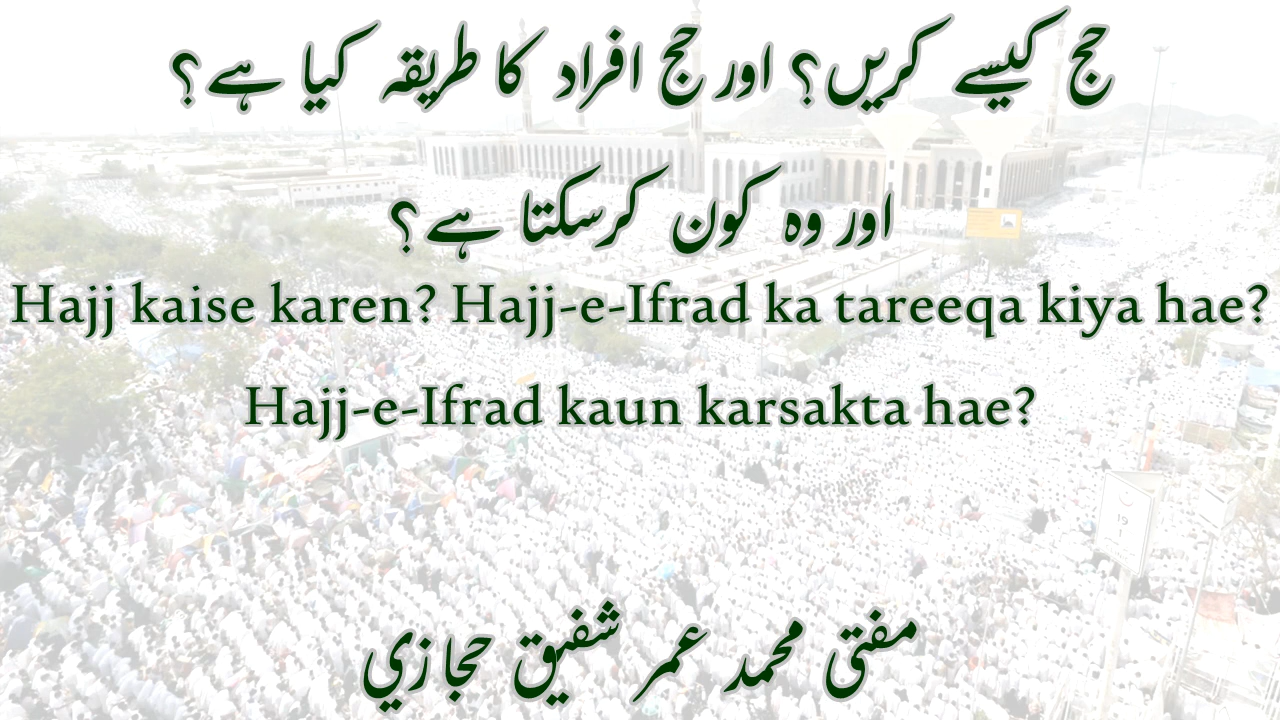 حج کیسے کریں؟ اور حج افراد کا طریقہ کیا ہے؟
اور وہ کون کرسکتا ہے؟
Hajj kaise karen? Hajj-e-Ifrad ka tareeqa kiya hae?
Hajj-e-Ifrad kaun karsakta hae?
مفتی محمد عمر شفیق حجازي